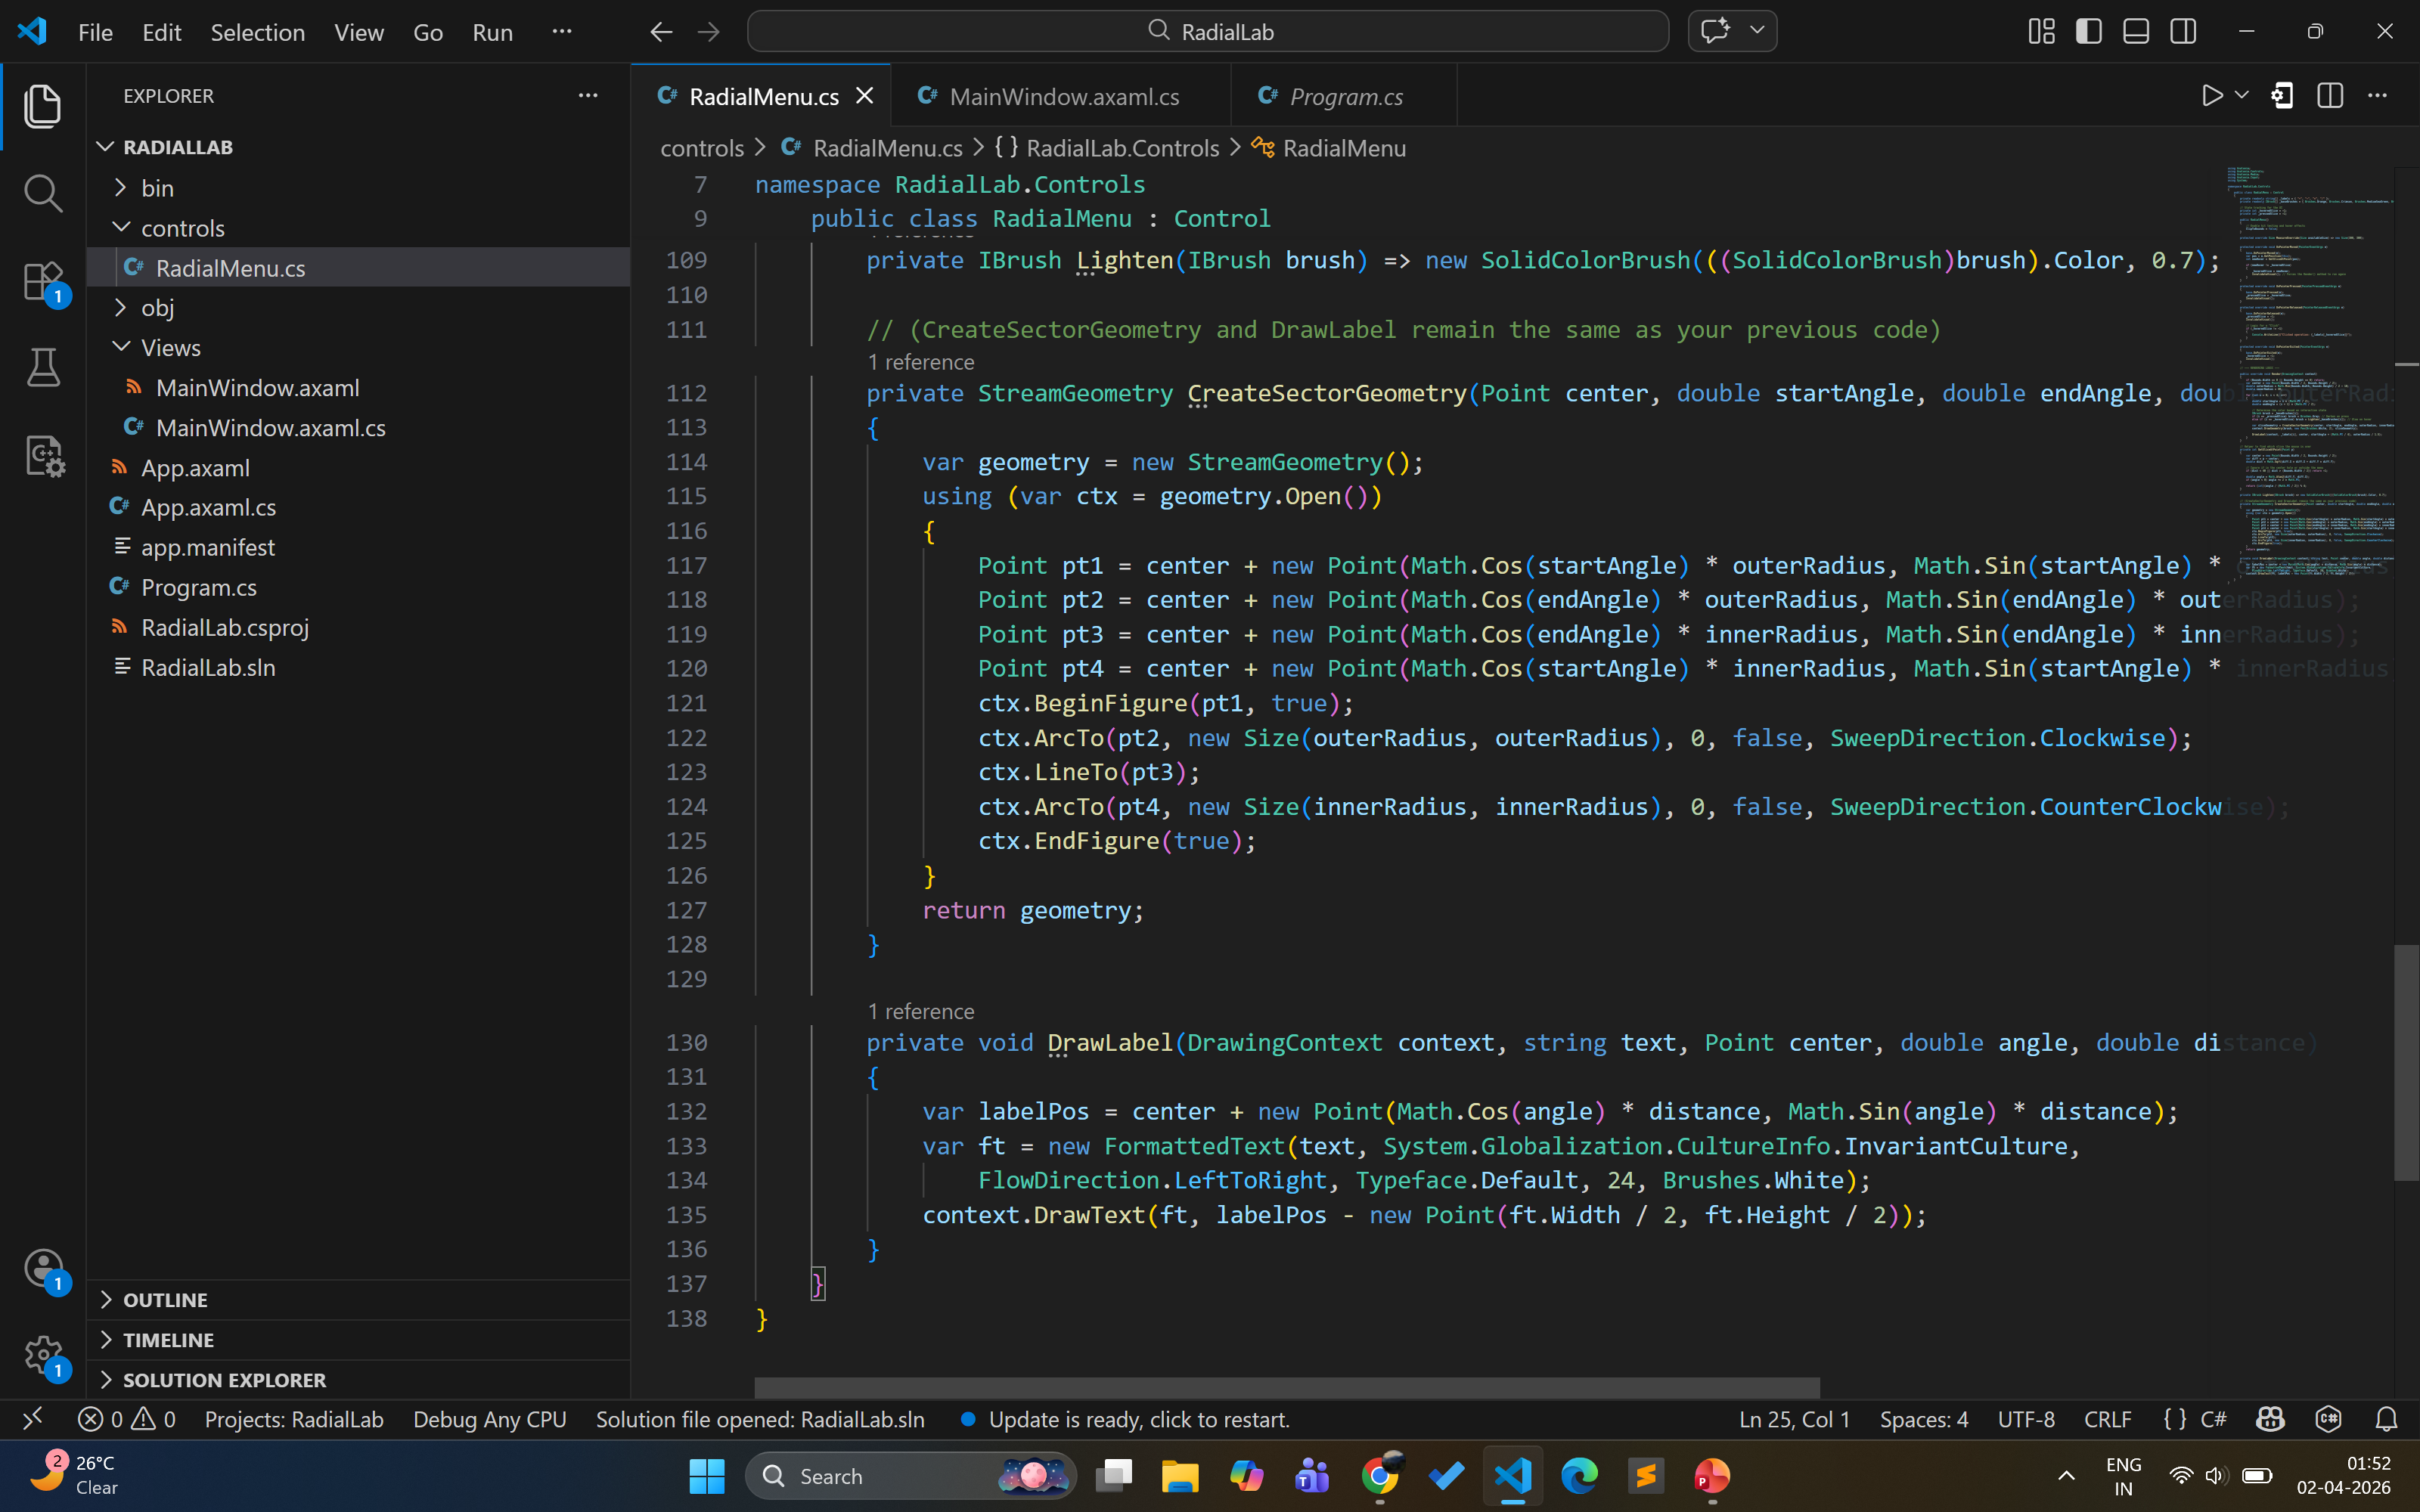 File Edit Selection View Go Run ···
RadialLab
EXPLORER
RADIALLAB
bin
controls
RadialMenu.cs
obj
Views
MainWindow.axaml
MainWindow.axaml.cs
App.axaml
App.axaml.cs
app.manifest
Program.cs
RadialLab.csproj
RadialLab.sln
OUTLINE
TIMELINE
SOLUTION EXPLORER
1
1
1
RadialMenu.cs MainWindow.axaml.cs Program.cs
controls > RadialMenu.cs > {} RadialLab.Controls > RadialMenu
7 namespace RadialLab.Controls
9 public class RadialMenu : Control
109 private IBrush Lighten(IBrush brush) => new SolidColorBrush(((SolidColorBrush)brush).Color, 0.7);
110
111 // (CreateSectorGeometry and DrawLabel remain the same as your previous code)
1 reference
112 private StreamGeometry CreateSectorGeometry(Point center, double startAngle, double endAngle, double outerRadi
113 {
114 var geometry = new StreamGeometry();
115 using (var ctx = geometry.Open())
116 {
117 Point pt1 = center + new Point(Math.Cos(startAngle) * outerRadius, Math.Sin(startAngle) * outerRadius
118 Point pt2 = center + new Point(Math.Cos(endAngle) * outerRadius, Math.Sin(endAngle) * outerRadius);
119 Point pt3 = center + new Point(Math.Cos(endAngle) * innerRadius, Math.Sin(endAngle) * innerRadius);
120 Point pt4 = center + new Point(Math.Cos(startAngle) * innerRadius, Math.Sin(startAngle) * innerRadius
121 ctx.BeginFigure(pt1, true);
122 ctx.ArcTo(pt2, new Size(outerRadius, outerRadius), 0, false, SweepDirection.Clockwise);
123 ctx.LineTo(pt3);
124 ctx.ArcTo(pt4, new Size(innerRadius, innerRadius), 0, false, SweepDirection.CounterClockwise);
125 ctx.EndFigure(true);
126 }
127 return geometry;
128 }
129
1 reference
130 private void DrawLabel(DrawingContext context, string text, Point center, double angle, double distance)
131 {
132 var labelPos = center + new Point(Math.Cos(angle) * distance, Math.Sin(angle) * distance);
133 var ft = new FormattedText(text, System.Globalization.CultureInfo.InvariantCulture,
134 FlowDirection.LeftToRight, Typeface.Default, 24, Brushes.White);
135 context.DrawText(ft, labelPos - new Point(ft.Width / 2, ft.Height / 2));
136 }
137 }
138 }
0 0 Projects: RadialLab Debug Any CPU Solution file opened: RadialLab.sln Update is ready, click to restart. Ln 25, Col 1 Spaces: 4 UTF-8 CRLF {} C#
2 26°C
Clear
Search
ENG
IN
01:52
02-04-2026